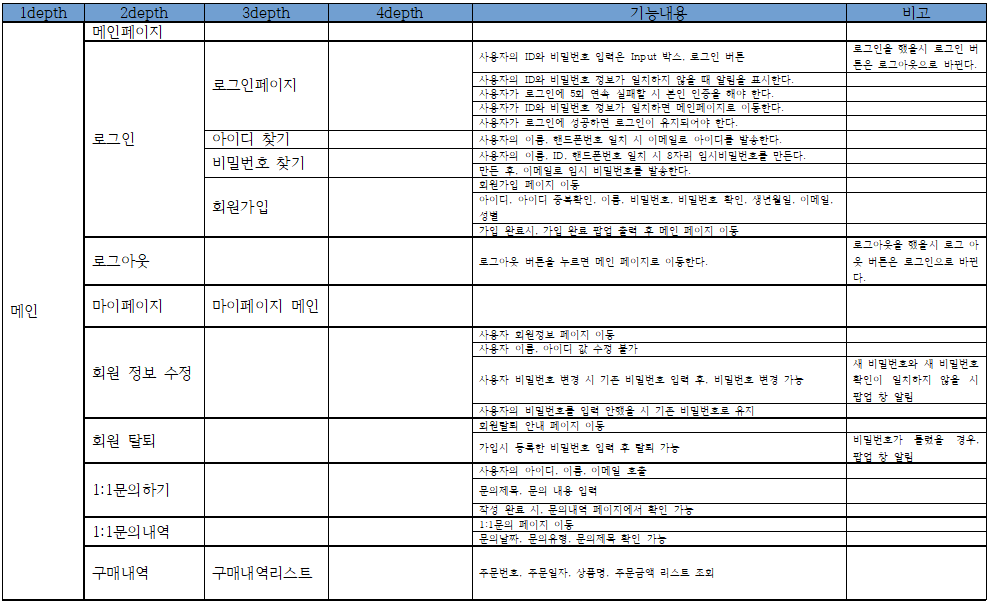 1depth 2depth 3depth 4depth 기능내용 비고
메인
메인페이지
로그인
로그인페이지
사용자의 ID와 비밀번호 입력은 Input 박스, 로그인 버튼
로그인을 했을시 로그인 버
튼은 로그아웃으로 바뀐다.
사용자의 ID와 비밀번호 정보가 일치하지 않을 때 알림을 표시한다.
사용자가 로그인에 5회 연속 실패할 시 본인 인증을 해야 한다.
사용자가 ID와 비밀번호 정보가 일치하면 메인페이지로 이동한다.
사용자가 로그인에 성공하면 로그인이 유지되어야 한다.
아이디 찾기
사용자의 이름, 핸드폰번호 일치 시 이메일로 아이디를 발송한다.
비밀번호 찾기
사용자의 이름, ID, 핸드폰번호 일치 시 8자리 임시비밀번호를 만든다.
만든 후, 이메일로 임시 비밀번호를 발송한다.
회원가입
회원가입 페이지 이동
아이디, 아이디 중복확인, 이름, 비밀번호, 비밀번호 확인, 생년월일, 이메일,
성별
가입 완료시, 가입 완료 팝업 출력 후 메인 페이지 이동
로그아웃
로그아웃 버튼을 누르면 메인 페이지로 이동한다.
로그아웃을 했을시 로그 아
웃 버튼은 로그인으로 바뀐
다.
마이페이지
마이페이지 메인
회원 정보 수정
사용자 회원정보 페이지 이동
사용자 이름, 아이디 값 수정 불가
사용자 비밀번호 변경 시 기존 비밀번호 입력 후, 비밀번호 변경 가능
새 비밀번호와 새 비밀번호
확인이 일치하지 않을 시
팝업 창 알림
사용자의 비밀번호를 입력 안했을 시 기존 비밀번호로 유지
회원 탈퇴
회원탈퇴 안내 페이지 이동
가입시 등록한 비밀번호 입력 후 탈퇴 가능
비밀번호가 틀렸을 경우,
팝업 창 알림
1:1문의하기
사용자의 아이디, 이름, 이메일 호출
문의제목, 문의 내용 입력
작성 완료 시, 문의내역 페이지에서 확인 가능
1:1문의내역
1:1문의 페이지 이동
문의날짜, 문의유형, 문의제목 확인 가능
구매내역
구매내역리스트
주문번호, 주문일자, 상품명, 주문금액 리스트 조회